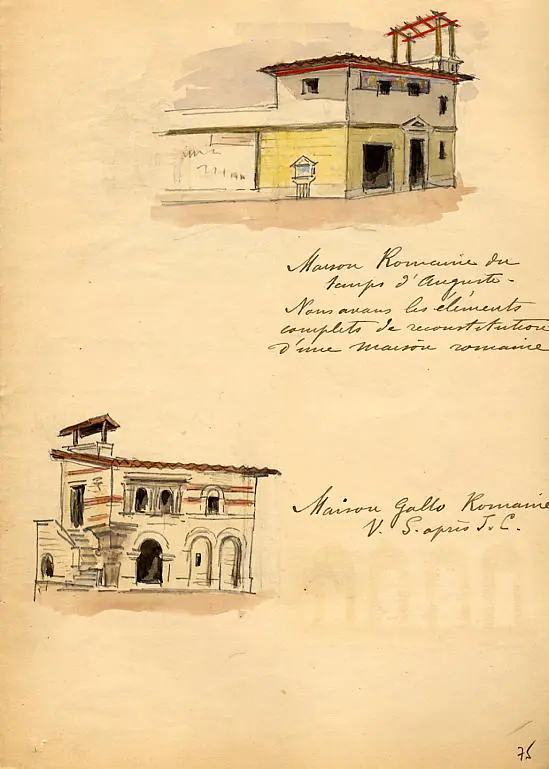 Maison Romaine du
temps d'Auguste -
Nous avons les éléments
complets de reconstitution
d'une maison romaine
Maison Gallo Romaine
V. S. après J. C.
75